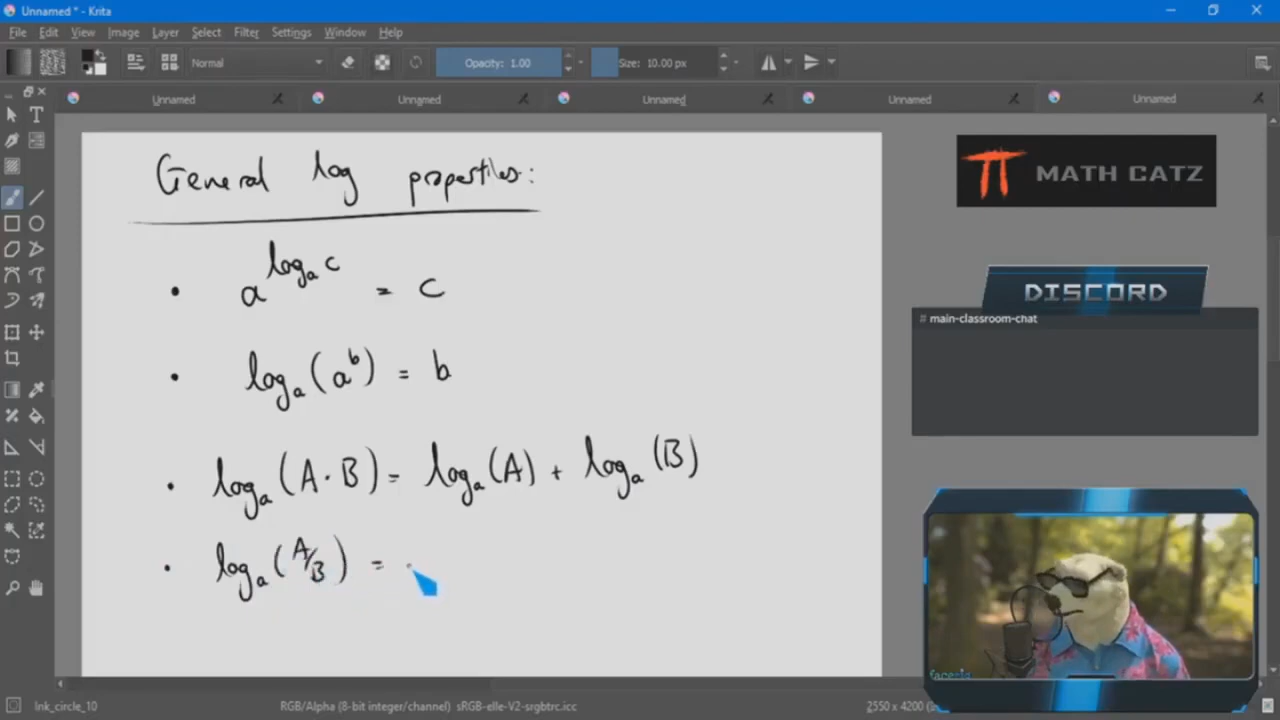 Unnamed * - Krita
File Edit View Image Layer Select Filter Settings Window Help
Normal Opacity: 1.00 Size: 10.00 px
Unnamed Unnamed Unnamed Unnamed Unnamed
General log properties:
• a^{log_a c} = c
• log_a (a^b) = b
• log_a (A · B) = log_a (A) + log_a (B)
• log_a (A/B) =
π MATH CATZ
DISCORD
# main-classroom-chat
Ink_circle_10 RGB/Alpha (8-bit integer/channel) sRGB-elle-V2-srgbtrc.icc 2550 x 4200